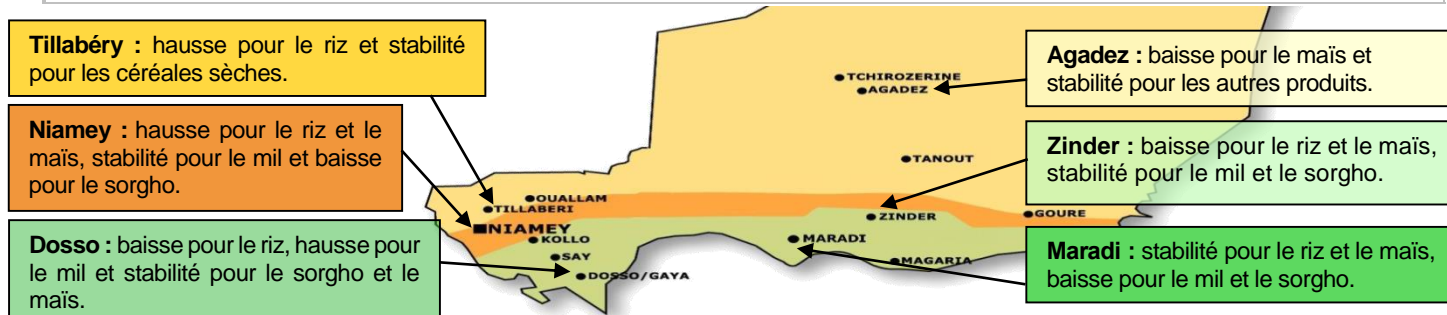 Tillabéry : hausse pour le riz et stabilité
pour les céréales sèches.
Niamey : hausse pour le riz et le
maïs, stabilité pour le mil et baisse
pour le sorgho.
Dosso : baisse pour le riz, hausse pour
le mil et stabilité pour le sorgho et le
maïs.
TCHIROZERINE
AGADEZ
TANOUT
OUALLAM
TILLABERI
NIAMEY
KOLLO
SAY
DOSSO/GAYA
ZINDER
GOURE
MARADI
MAGARIA
Agadez : baisse pour le maïs et
stabilité pour les autres produits.
Zinder : baisse pour le riz et le maïs,
stabilité pour le mil et le sorgho.
Maradi : stabilité pour le riz et le maïs,
baisse pour le mil et le sorgho.